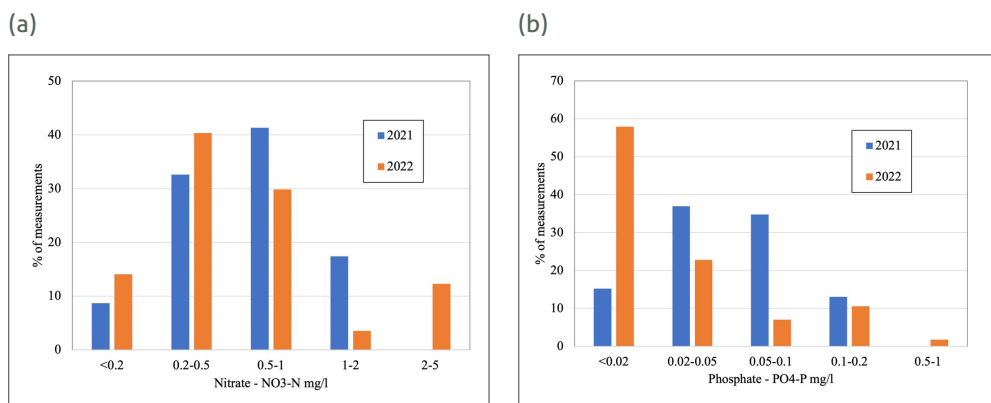 (a)
50
40
30
20
10
0
% of measurements
2021
2022
<0.2 0.2-0.5 0.5-1 1-2 2-5
Nitrate - NO3-N mg/l
(b)
70
60
50
40
30
20
10
0
% of measurements
2021
2022
<0.02 0.02-0.05 0.05-0.1 0.1-0.2 0.5-1
Phosphate - PO4-P mg/l